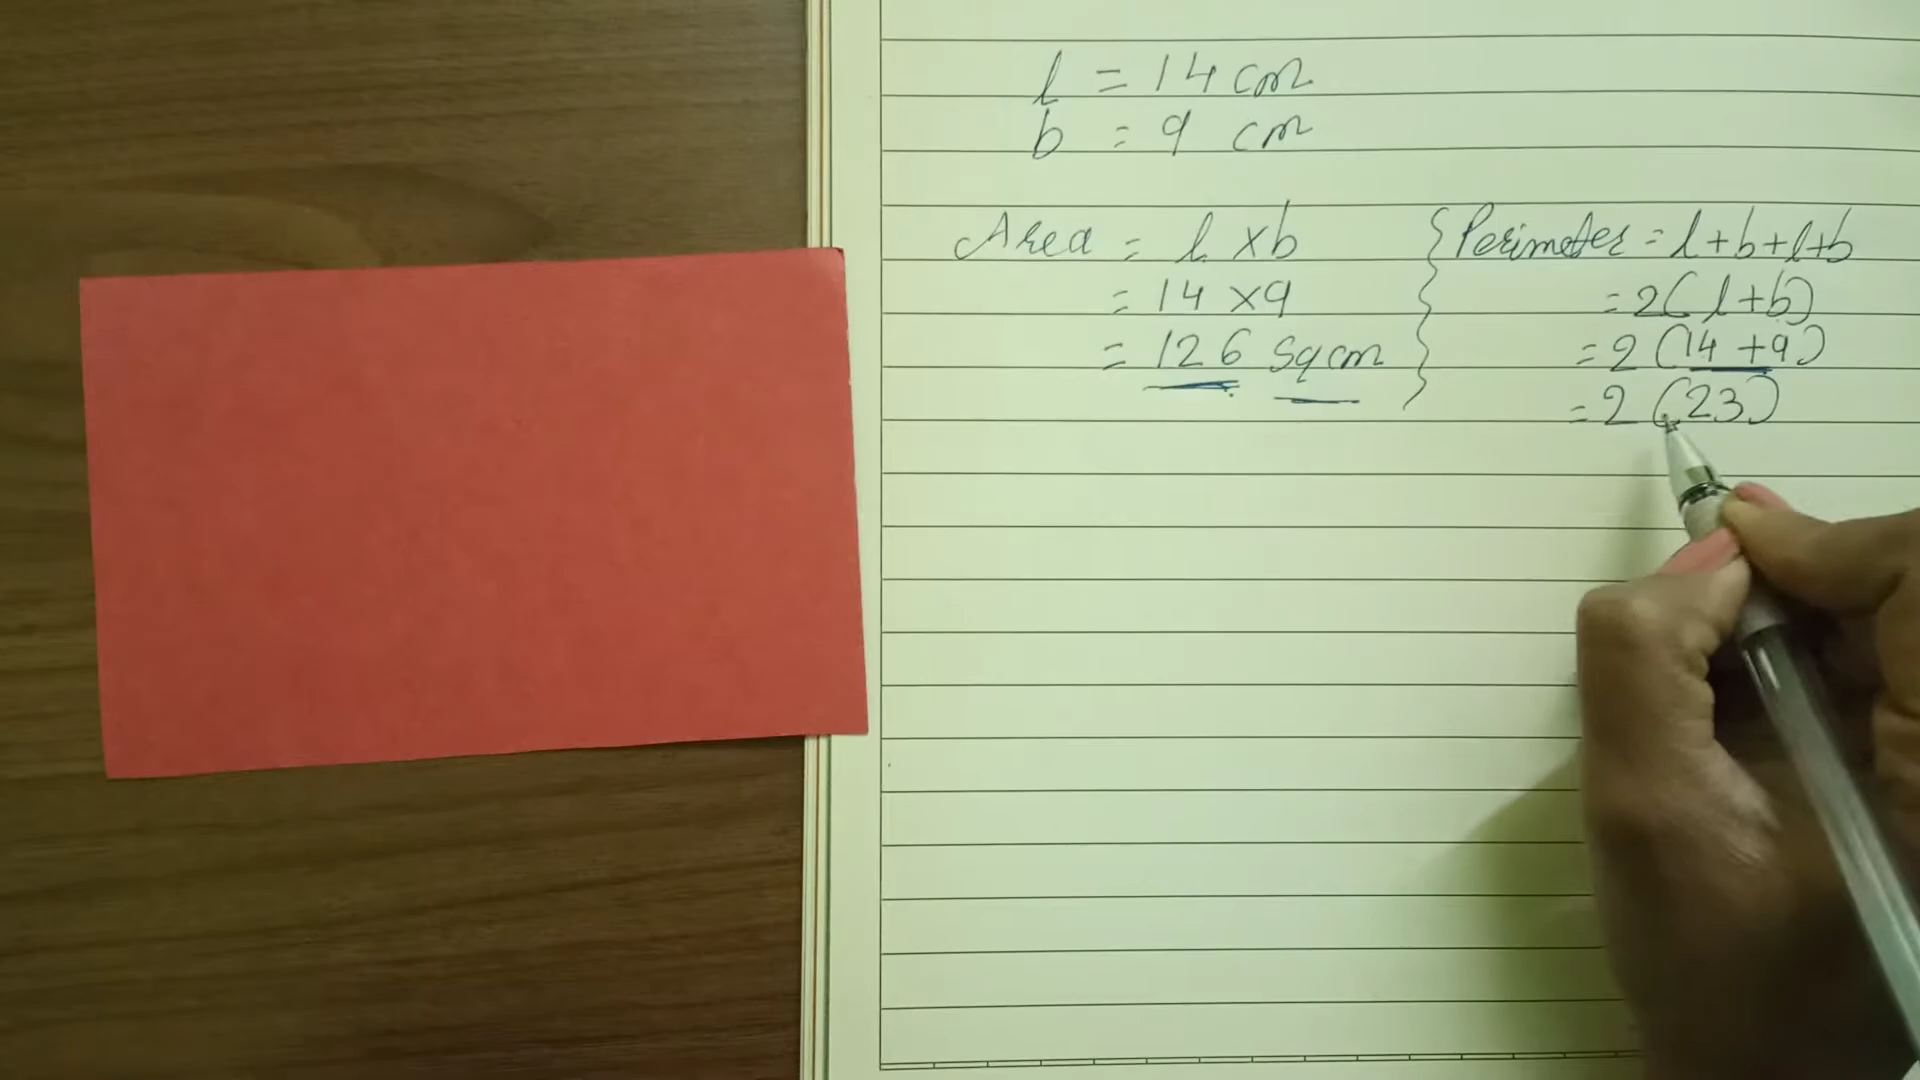 l = 14 cm
b = 9 cm
Area = l x b
= 14 x 9
= 126 sq cm
Perimeter = l + b + l + b
= 2 ( l + b )
= 2 ( 14 + 9 )
= 2 ( 23 )